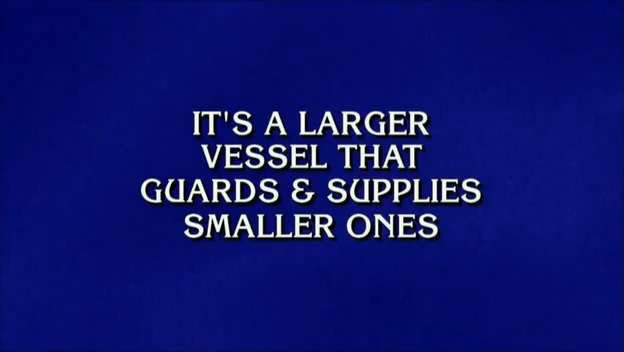 IT'S A LARGER
VESSEL THAT
GUARDS & SUPPLIES
SMALLER ONES